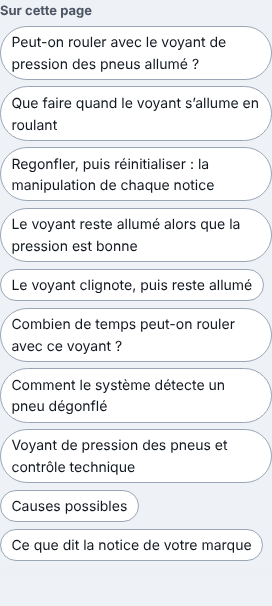 Sur cette page
Peut-on rouler avec le voyant de
pression des pneus allumé ?
Que faire quand le voyant s’allume en
roulant
Regonfler, puis réinitialiser : la
manipulation de chaque notice
Le voyant reste allumé alors que la
pression est bonne
Le voyant clignote, puis reste allumé
Combien de temps peut-on rouler
avec ce voyant ?
Comment le système détecte un
pneu dégonflé
Voyant de pression des pneus et
contrôle technique
Causes possibles
Ce que dit la notice de votre marque